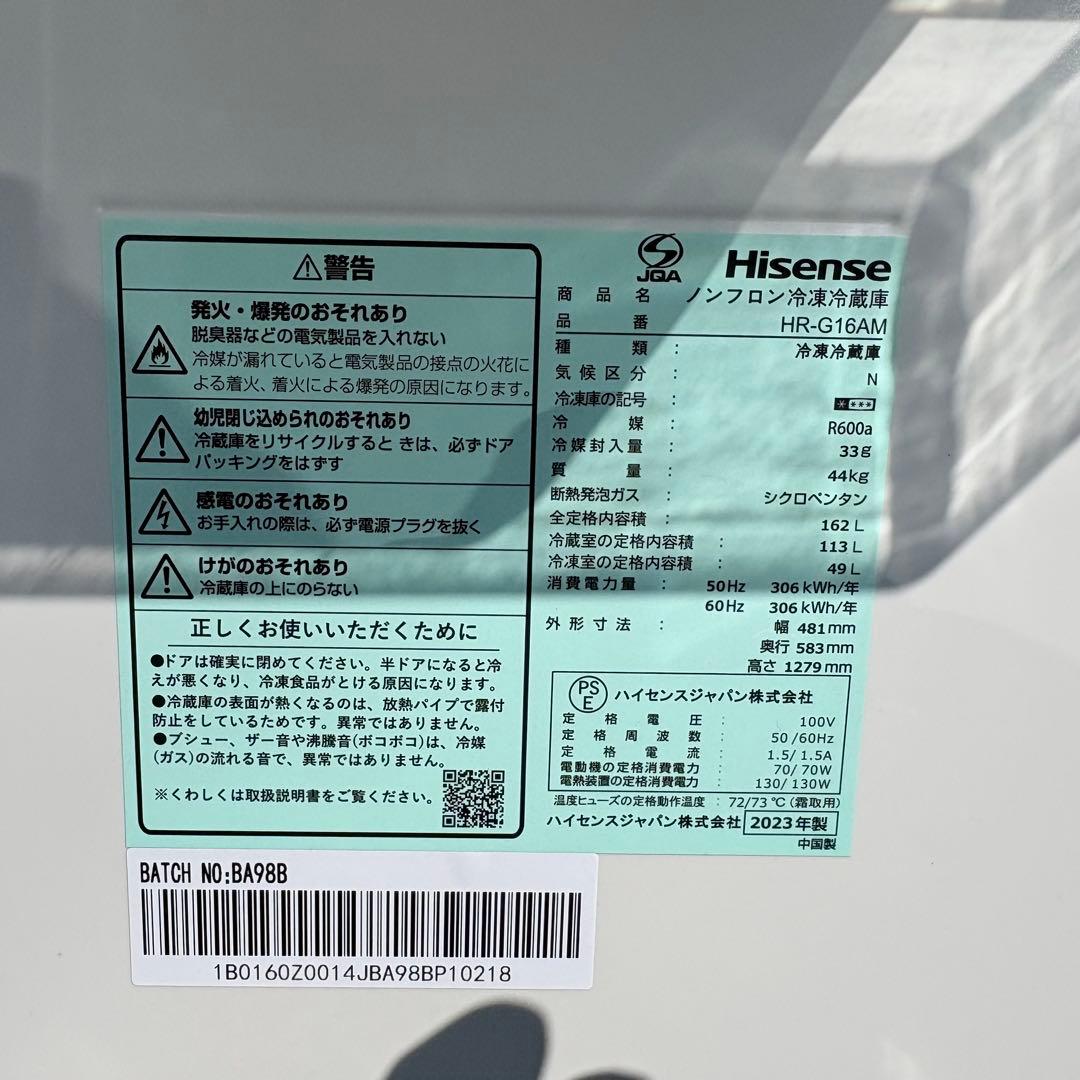 ⚠警告
発火・爆発のおそれあり
脱臭器などの電気製品を入れない
冷媒が漏れていると電気製品の接点の火花に
よる着火、着火による爆発の原因になります。
幼児閉じ込められのおそれあり
冷蔵庫をリサイクルすると きは、必ずドア
パッキングをはずす
感電のおそれあり
お手入れの際は、必ず電源プラグを抜く
けがのおそれあり
冷蔵庫の上にのらない
正しくお使いいただくために
●ドアは確実に閉めてください。半ドアになると冷
えが悪くなり、冷凍食品がとける原因になります。
●冷蔵庫の表面が熱くなるのは、放熱パイプで露付
防止をしているためです。異常ではありません。
●ブシュー、ザー音や沸騰音(ボコボコ)は、冷媒
(ガス)の流れる音で、異常ではありません。
※くわしくは取扱説明書をご覧ください。
JQA
Hisense
商品名 ノンフロン冷凍冷蔵庫
品番 HR-G16AM
種類 : 冷凍冷蔵庫
気候区分 : N
冷凍庫の記号 : ****
冷媒 : R600a
冷媒封入量 : 33g
質量 : 44kg
断熱発泡ガス : シクロペンタン
全定格内容積 : 162 L
冷蔵室の定格内容積 : 113 L
冷凍室の定格内容積 : 49 L
消費電力量 : 50Hz 306 kWh/年
60Hz 306 kWh/年
外形寸法 : 幅 481mm
奥行 583mm
高さ 1279mm
PSE ハイセンスジャパン株式会社
定格電圧 : 100V
定格周波数 : 50/60Hz
定格電流 : 1.5/1.5A
電動機の定格消費電力 : 70/70W
電熱装置の定格消費電力 : 130/130W
温度ヒューズの定格動作温度 : 72/73℃(霜取用)
ハイセンスジャパン株式会社 2023年製
中国製
BATCH NO:BA98B
1B0160Z0014JBA98BP10218